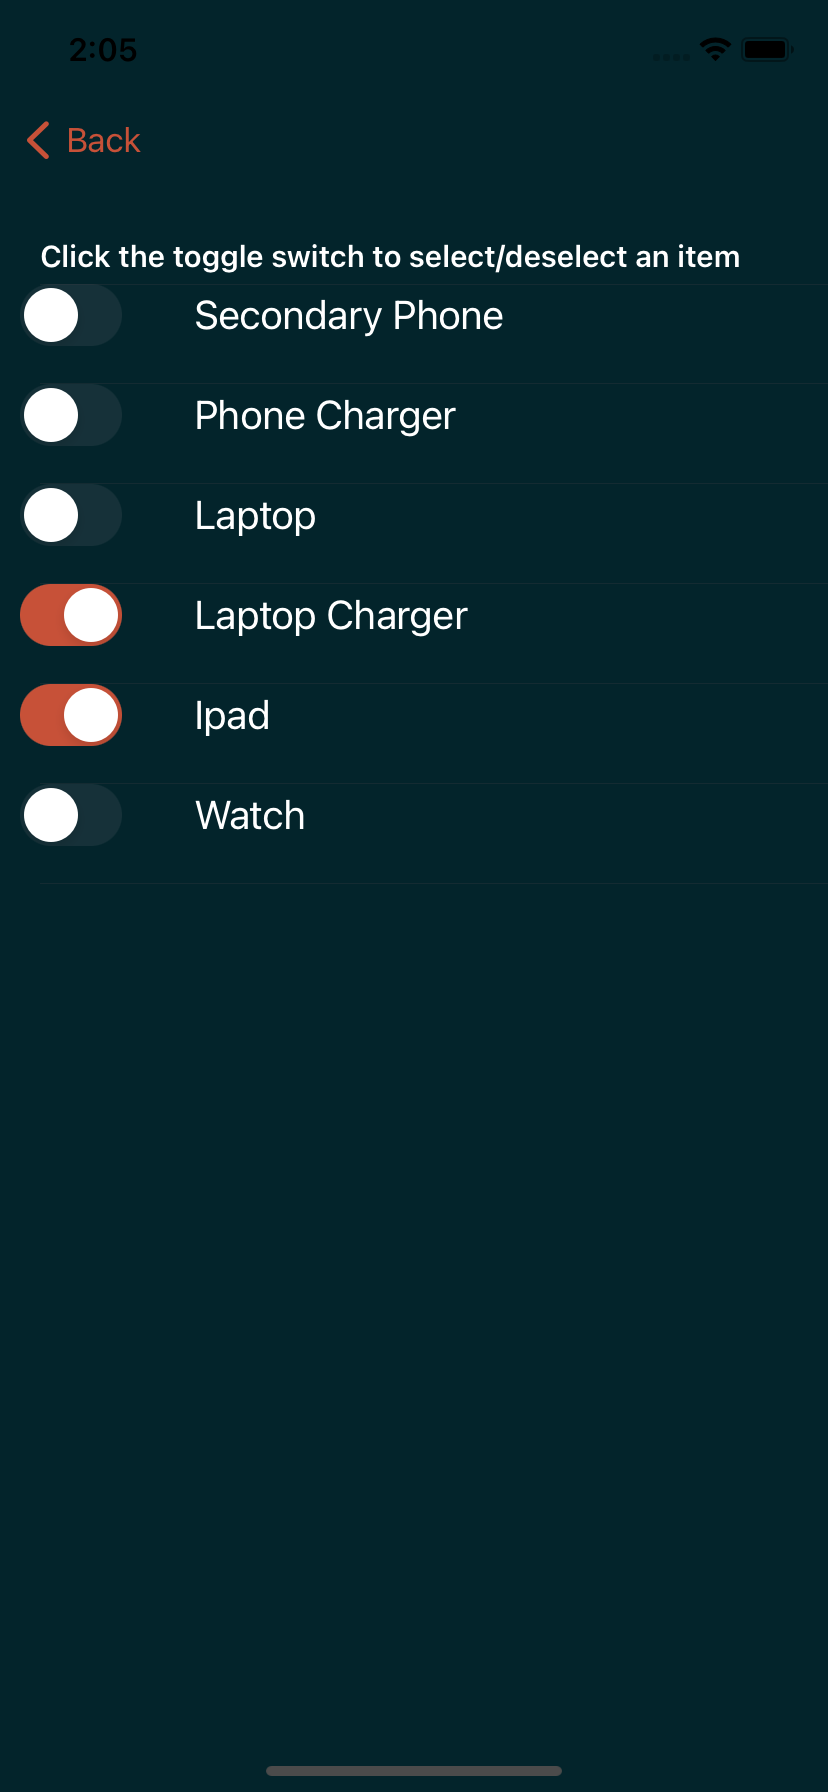 2:05
Back
Click the toggle switch to select/deselect an item
Secondary Phone
Phone Charger
Laptop
Laptop Charger
Ipad
Watch